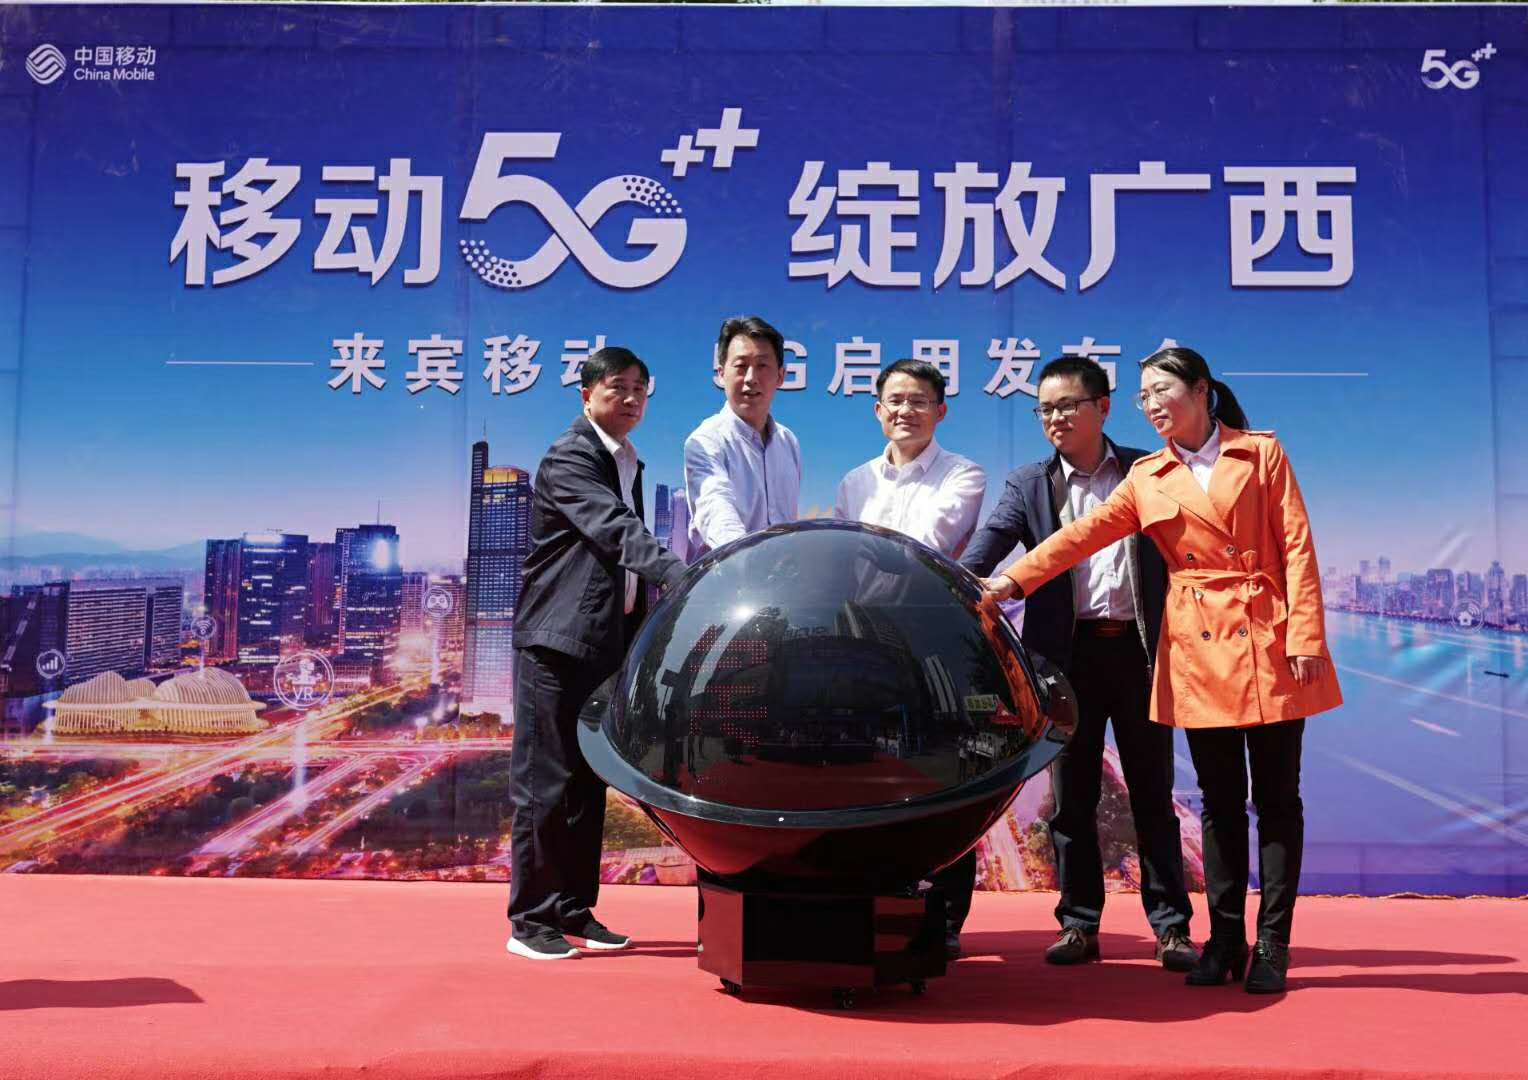 中国移动
China Mobile
5G++
移动5G++ 绽放广西
来宾移动 5G启用发布会
VR